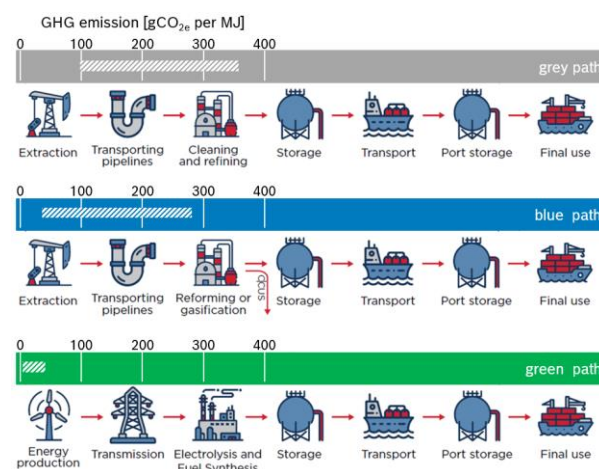 GHG emission [gCO2e per MJ]
0 100 200 300 400
grey path
Extraction Transporting pipelines Cleaning and refining Storage Transport Port storage Final use
0 100 200 300 400
blue path
Extraction Transporting pipelines Reforming or gasification Storage Transport Port storage Final use
0 100 200 300 400
green path
Energy production Transmission Electrolysis and Fuel Synthesis Storage Transport Port storage Final use